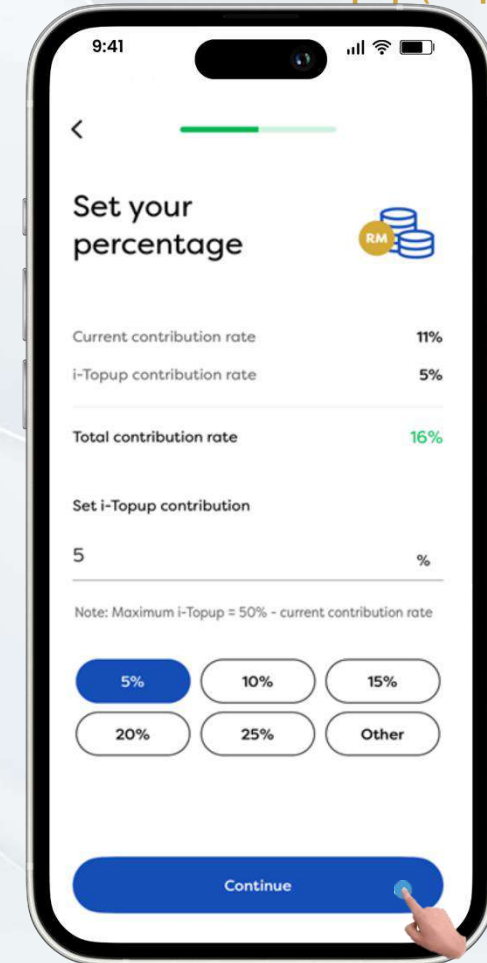 9:41
Set your
percentage
RM
Current contribution rate 11%
i-Topup contribution rate 5%
Total contribution rate 16%
Set i-Topup contribution
5 %
Note: Maximum i-Topup = 50% - current contribution rate
5% 10% 15%
20% 25% Other
Continue